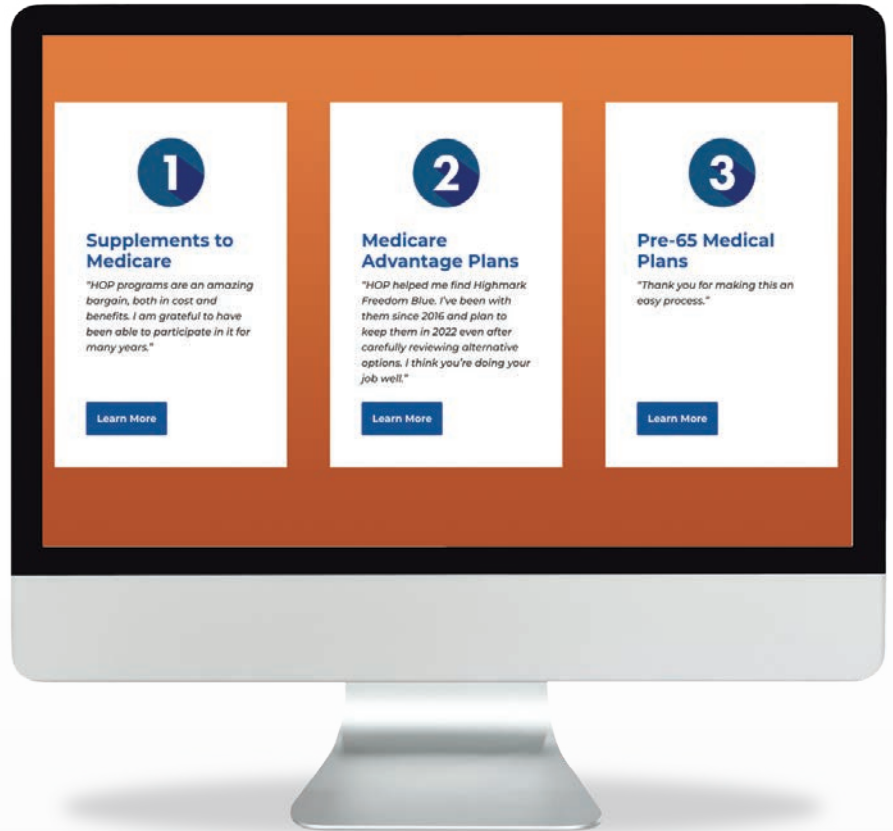 1
Supplements to
Medicare
"HOP programs are an amazing
bargain, both in cost and
benefits. I am grateful to have
been able to participate in it for
many years."
Learn More
2
Medicare
Advantage Plans
"HOP helped me find Highmark
Freedom Blue. I've been with
them since 2016 and plan to
keep them in 2022 even after
carefully reviewing alternative
options. I think you're doing your
job well."
Learn More
3
Pre-65 Medical
Plans
"Thank you for making this an
easy process."
Learn More